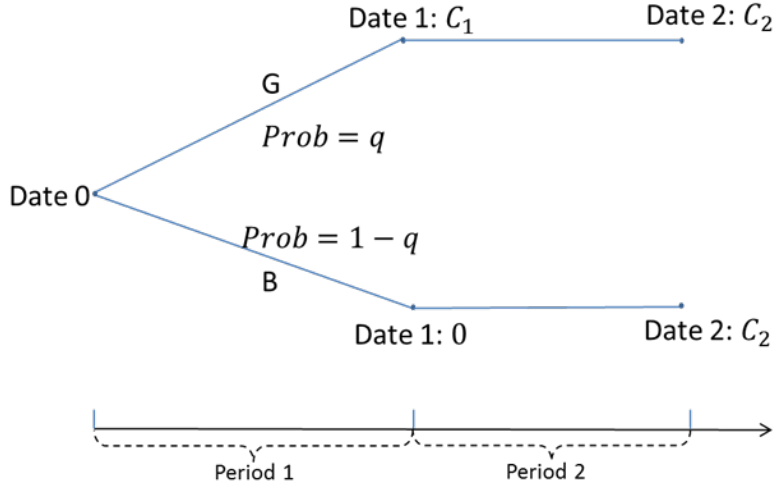 Date 1: C₁ Date 2: C₂
G
Prob = q
Date 0
Prob = 1 − q
B
Date 1: 0 Date 2: C₂
Period 1 Period 2